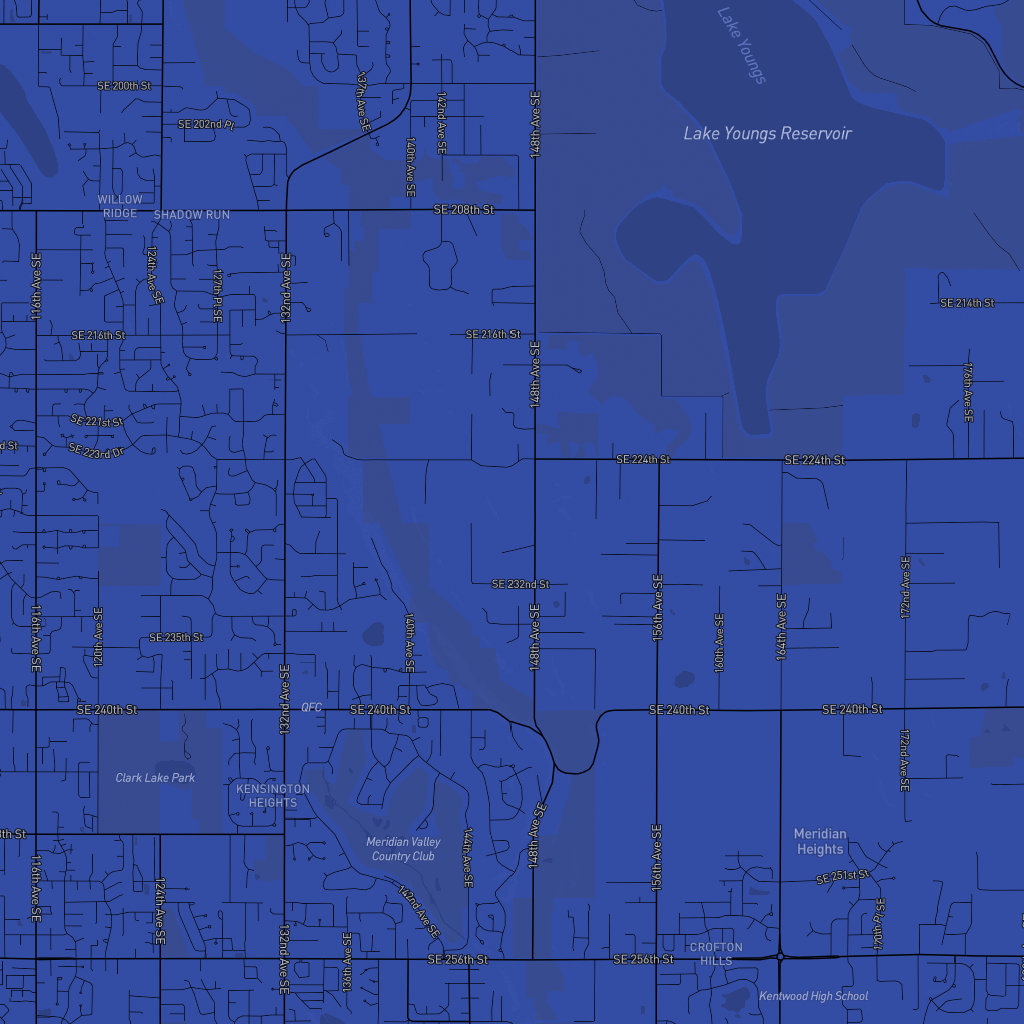 Lake Youngs
SE 200th St
137th Ave SE
142nd Ave SE
148th Ave SE
SE 202nd Pl
Lake Youngs Reservoir
140th Ave SE
WILLOW
RIDGE
SHADOW RUN
SE 208th St
116th Ave SE
124th Ave SE
127th Pl SE
132nd Ave SE
SE 214th St
SE 216th St
SE 216th St
148th Ave SE
176th Ave SE
SE 221st St
d St
SE 223rd Dr
SE 224th St
SE 224th St
SE 232nd St
172nd Ave SE
116th Ave SE
120th Ave SE
SE 235th St
140th Ave SE
148th Ave SE
156th Ave SE
160th Ave SE
164th Ave SE
132nd Ave SE
SE 240th St
QFC
SE 240th St
SE 240th St
SE 240th St
172nd Ave SE
Clark Lake Park
KENSINGTON
HEIGHTS
8th St
Meridian Valley
Country Club
148th Ave SE
144th Ave SE
156th Ave SE
Meridian
Heights
SE 251st St
116th Ave SE
124th Ave SE
142nd Ave SE
170th Pl SE
132nd Ave SE
136th Ave SE
SE 256th St
SE 256th St
CROFTON
HILLS
Kentwood High School